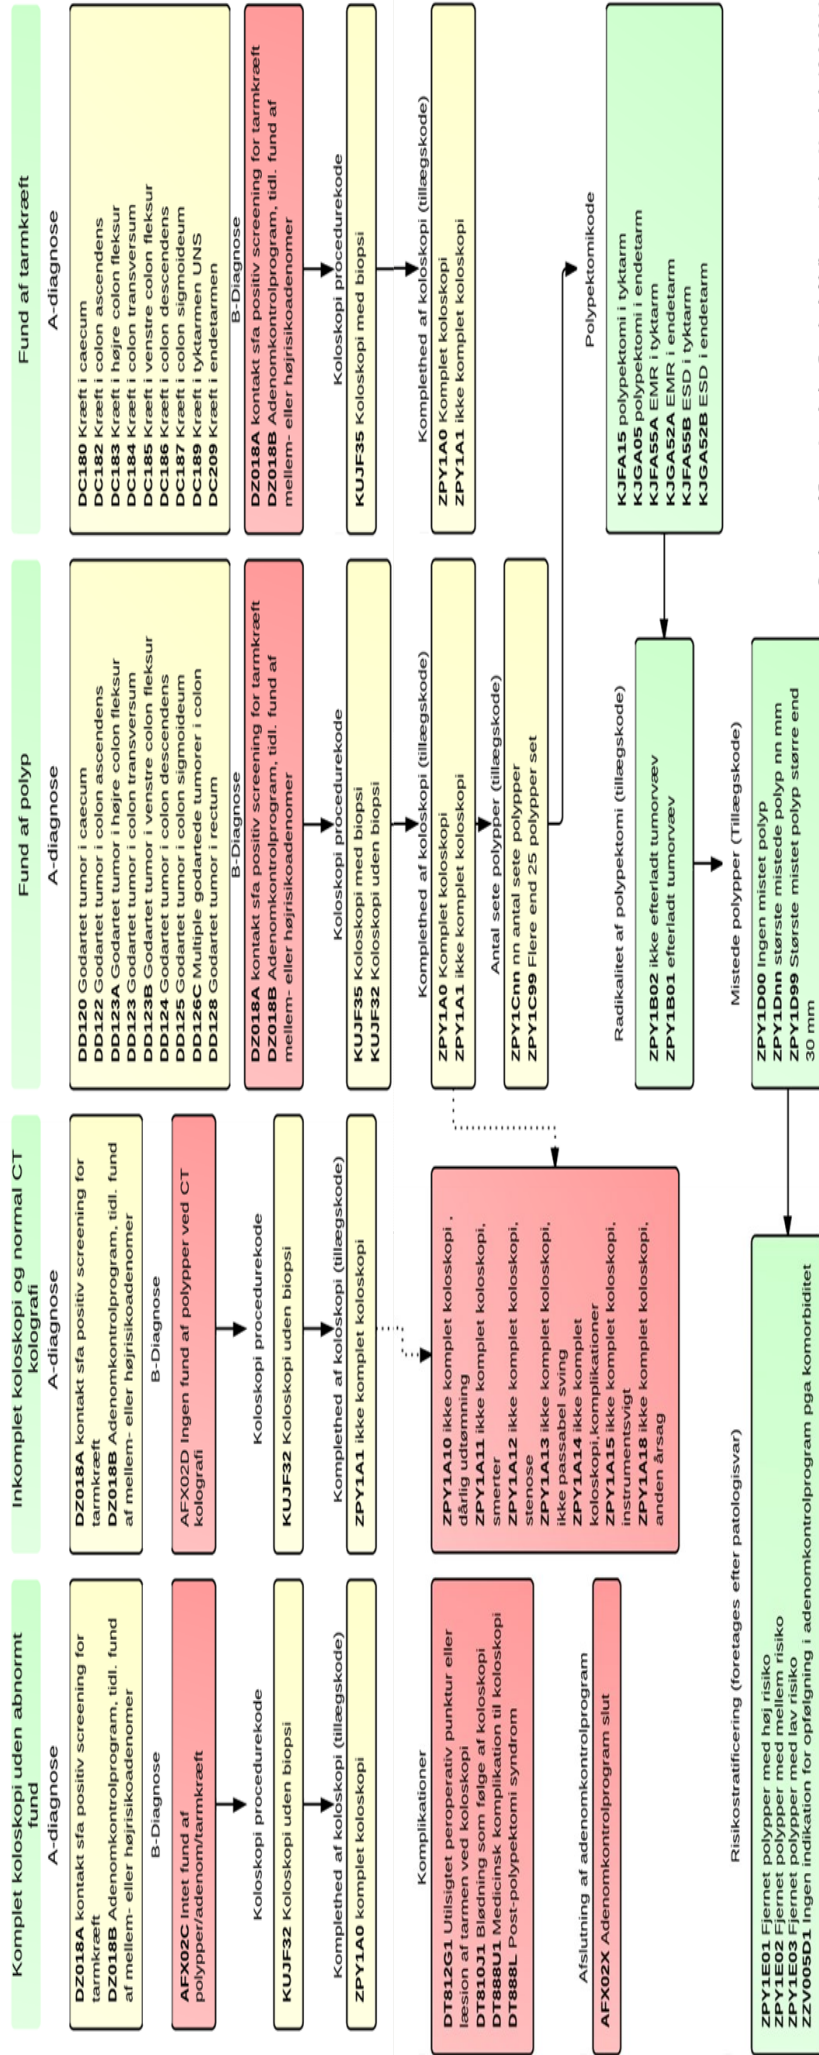 Komplet koloskopi uden abnormt
fund
A-diagnose
DZ018A kontakt sfa positiv screening for
tarmkræft
DZ018B Adenomkontrolprogram, tidl. fund
af mellem- eller højrisikoadenomer
B-Diagnose
AFX02C Intet fund af
polypper/adenom/tarmkræft
Koloskopi procedurekode
KUJF32 Koloskopi uden biopsi
Komplethed af koloskopi (tillægskode)
ZPY1A0 komplet koloskopi
Komplikationer
DT812G1 Utilsigtet peroperativ punktur eller
læsion af tarmen ved koloskopi
DT810J1 Blødning som følge af koloskopi
DT888U1 Medicinsk komplikation til koloskopi
DT888L Post-polypektomi syndrom
Afslutning af adenomkontrolprogram
AFX02X Adenomkontrolprogram slut
Inkomplet koloskopi og normal CT
kolografi
A-diagnose
DZ018A kontakt sfa positiv screening for
tarmkræft
DZ018B Adenomkontrolprogram, tidl. fund
af mellem- eller højrisikoadenomer
B-Diagnose
AFX02D Ingen fund af polypper ved CT
kolografi
Koloskopi procedurekode
KUJF32 Koloskopi uden biopsi
Komplethed af koloskopi (tillægskode)
ZPY1A1 ikke komplet koloskopi
ZPY1A10 ikke komplet koloskopi ,
dårlig udtømning
ZPY1A11 ikke komplet koloskopi,
smerter
ZPY1A12 ikke komplet koloskopi,
stenose
ZPY1A13 ikke komplet koloskopi,
ikke passabel sving
ZPY1A14 ikke komplet
koloskopi,komplikationer
ZPY1A15 ikke komplet koloskopi,
instrumentsvigt
ZPY1A18 ikke komplet koloskopi,
anden årsag
Fund af polyp
A-diagnose
DD120 Godartet tumor i caecum
DD122 Godartet tumor i colon ascendens
DD123A Godartet tumor i højre colon fleksur
DD123 Godartet tumor i colon transversum
DD123B Godartet tumor i venstre colon fleksur
DD124 Godartet tumor i colon descendens
DD125 Godartet tumor i colon sigmoideum
DD126C Multiple godartede tumorer i colon
DD128 Godartet tumor i rectum
B-Diagnose
DZ018A kontakt sfa positiv screening for tarmkræft
DZ018B Adenomkontrolprogram, tidl. fund af
mellem- eller højrisikoadenomer
Koloskopi procedurekode
KUJF35 Koloskopi med biopsi
KUJF32 Koloskopi uden biopsi
Komplethed af koloskopi (tillægskode)
ZPY1A0 Komplet koloskopi
ZPY1A1 ikke komplet koloskopi
Antal sete polypper (tillægskode)
ZPY1Cnn nn antal sete polypper
ZPY1C99 Flere end 25 polypper set
Fund af tarmkræft
A-diagnose
DC180 Kræft i caecum
DC182 Kræft i colon ascendens
DC183 Kræft i højre colon fleksur
DC184 Kræft i colon transversum
DC185 Kræft i venstre colon fleksur
DC186 Kræft i colon descendens
DC187 Kræft i colon sigmoideum
DC189 Kræft i tyktarmen UNS
DC209 Kræft i endetarmen
B-Diagnose
DZ018A kontakt sfa positiv screening for tarmkræft
DZ018B Adenomkontrolprogram, tidl. fund af
mellem- eller højrisikoadenomer
Koloskopi procedurekode
KUJF35 Koloskopi med biopsi
Komplethed af koloskopi (tillægskode)
ZPY1A0 Komplet koloskopi
ZPY1A1 ikke komplet koloskopi
Polypektomikode
KJFA15 polypektomi i tyktarm
KJGA05 polypektomi i endetarm
KJFA55A EMR i tyktarm
KJGA52A EMR i endetarm
KJFA55B ESD i tyktarm
KJGA52B ESD i endetarm
Radikalitet af polypektomi (tillægskode)
ZPY1B02 ikke efterladt tumorvæv
ZPY1B01 efterladt tumorvæv
Mistede polypper (Tillægskode)
ZPY1D00 Ingen mistet polyp
ZPY1Dnn største mistede polyp nn mm
ZPY1D99 Største mistet polyp større end
30 mm
Risikostratificering (foretages efter patologisvar)
ZPY1E01 Fjernet polypper med høj risiko
ZPY1E02 Fjernet polypper med mellem risiko
ZPY1E03 Fjernet polypper med lav risiko
ZZV005D1 Ingen indikation for opfølgning i adenomkontrolprogram pga komorbiditet